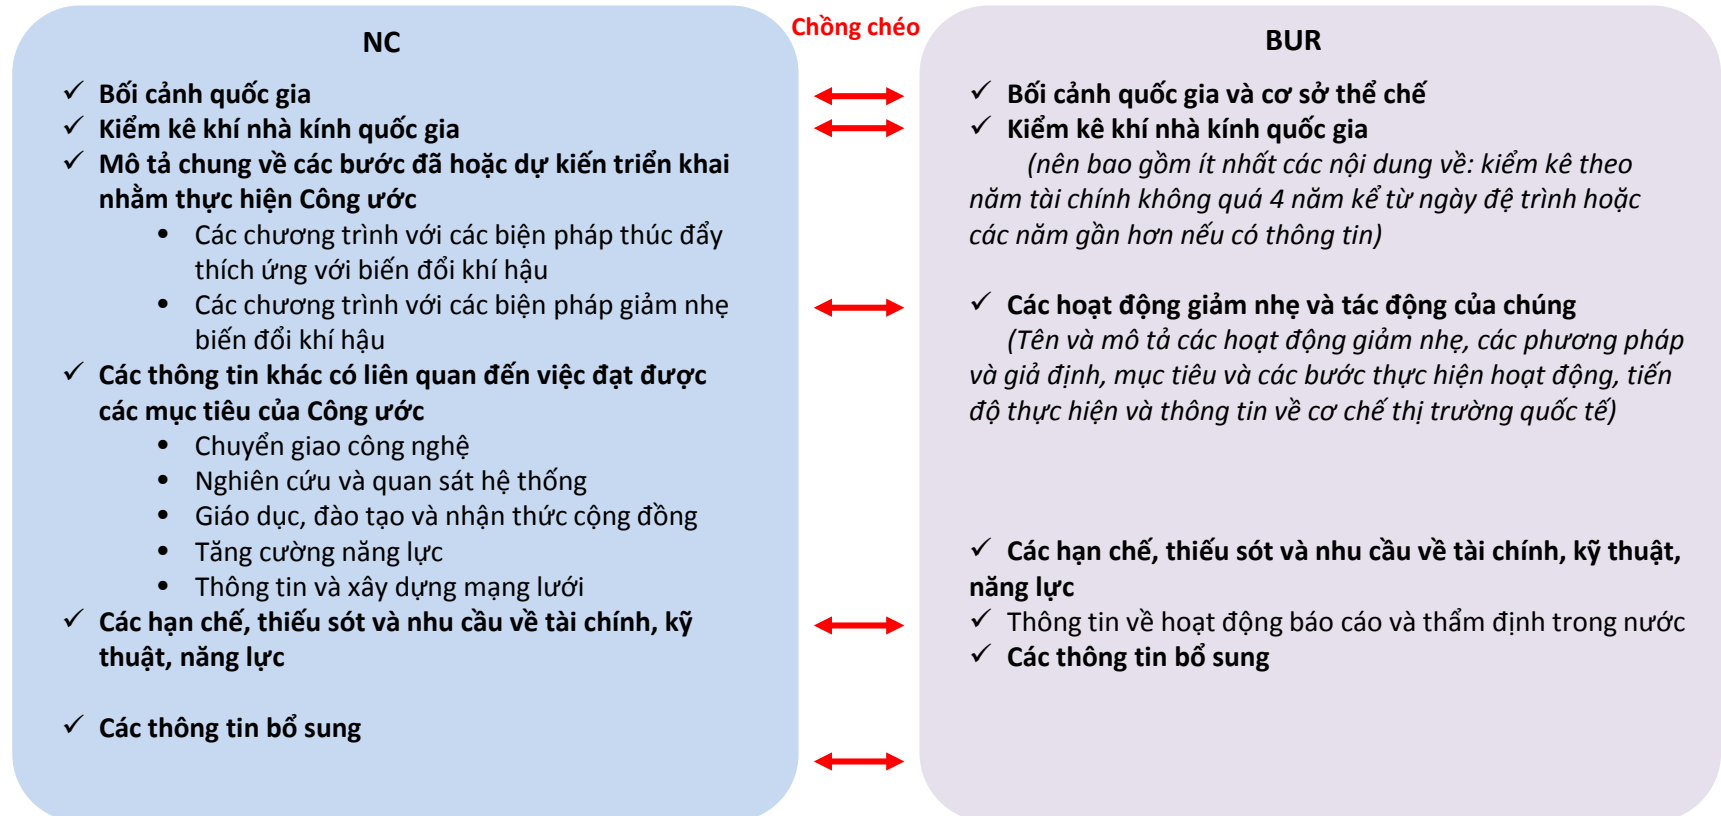 NC
✓ Bối cảnh quốc gia
✓ Kiểm kê khí nhà kính quốc gia
✓ Mô tả chung về các bước đã hoặc dự kiến triển khai
nhằm thực hiện Công ước
• Các chương trình với các biện pháp thúc đẩy
thích ứng với biến đổi khí hậu
• Các chương trình với các biện pháp giảm nhẹ
biến đổi khí hậu
✓ Các thông tin khác có liên quan đến việc đạt được
các mục tiêu của Công ước
• Chuyển giao công nghệ
• Nghiên cứu và quan sát hệ thống
• Giáo dục, đào tạo và nhận thức cộng đồng
• Tăng cường năng lực
• Thông tin và xây dựng mạng lưới
✓ Các hạn chế, thiếu sót và nhu cầu về tài chính, kỹ
thuật, năng lực
✓ Các thông tin bổ sung
Chồng chéo
BUR
✓ Bối cảnh quốc gia và cơ sở thể chế
✓ Kiểm kê khí nhà kính quốc gia
(nên bao gồm ít nhất các nội dung về: kiểm kê theo
năm tài chính không quá 4 năm kể từ ngày đệ trình hoặc
các năm gần hơn nếu có thông tin)
✓ Các hoạt động giảm nhẹ và tác động của chúng
(Tên và mô tả các hoạt động giảm nhẹ, các phương pháp
và giả định, mục tiêu và các bước thực hiện hoạt động, tiến
độ thực hiện và thông tin về cơ chế thị trường quốc tế)
✓ Các hạn chế, thiếu sót và nhu cầu về tài chính, kỹ thuật,
năng lực
✓ Thông tin về hoạt động báo cáo và thẩm định trong nước
✓ Các thông tin bổ sung